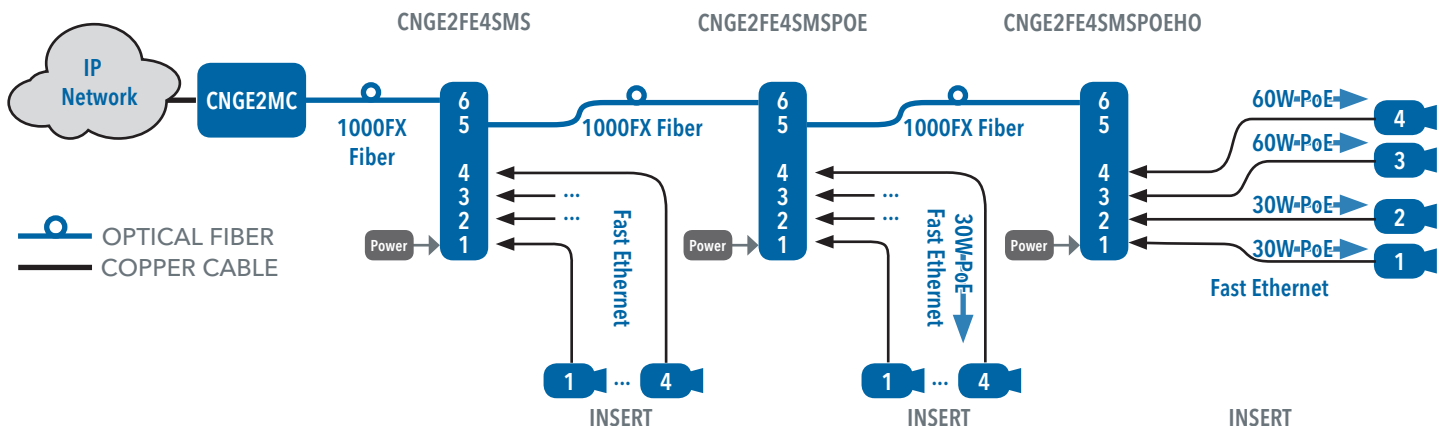 CNGE2FE4SMS
CNGE2FE4SMSPOE
CNGE2FE4SMSPOEHO
IP
Network
CNGE2MC
1000FX
Fiber
6
5
4
3
2
1
Power
...
...
Fast Ethernet
1
...
4
INSERT
1000FX Fiber
6
5
4
3
2
1
Power
...
...
Fast Ethernet
30W-PoE
1
...
4
INSERT
1000FX Fiber
6
5
4
3
2
1
Power
60W-PoE
4
60W-PoE
3
30W-PoE
2
30W-PoE
1
Fast Ethernet
INSERT
OPTICAL FIBER
COPPER CABLE